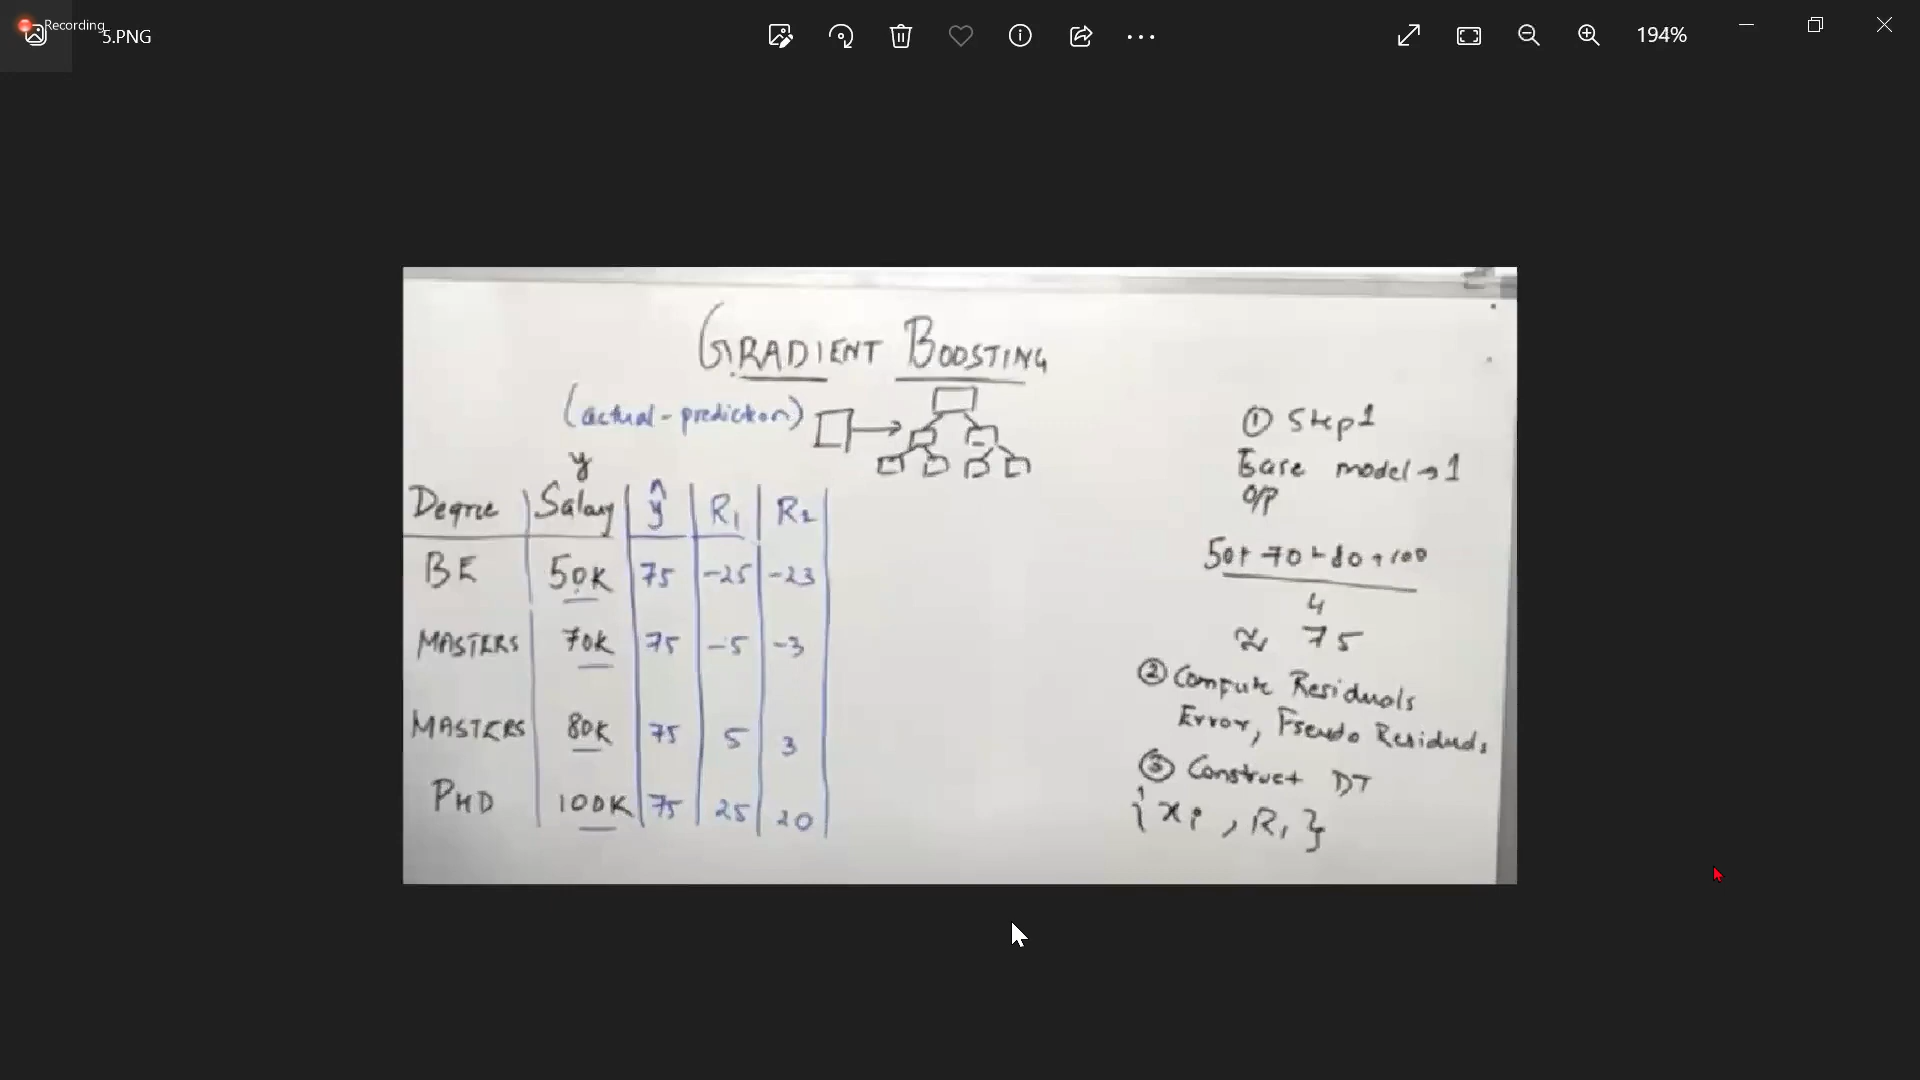 Recording
5.PNG
194%
GRADIENT BOOSTING
(actual-prediction)
y
Degree Salary ŷ R1 R2
BE 50K 75 -25 -23
MASTERS 70K 75 -5 -3
MASTERS 80K 75 5 3
PHD 100K 75 25 20
① Step1
Base model → 1
O/P
50+70+80+100
4
≈ 75
② Compute Residuals
Error, Pseudo Residuals
③ Construct DT
{xi, R1}